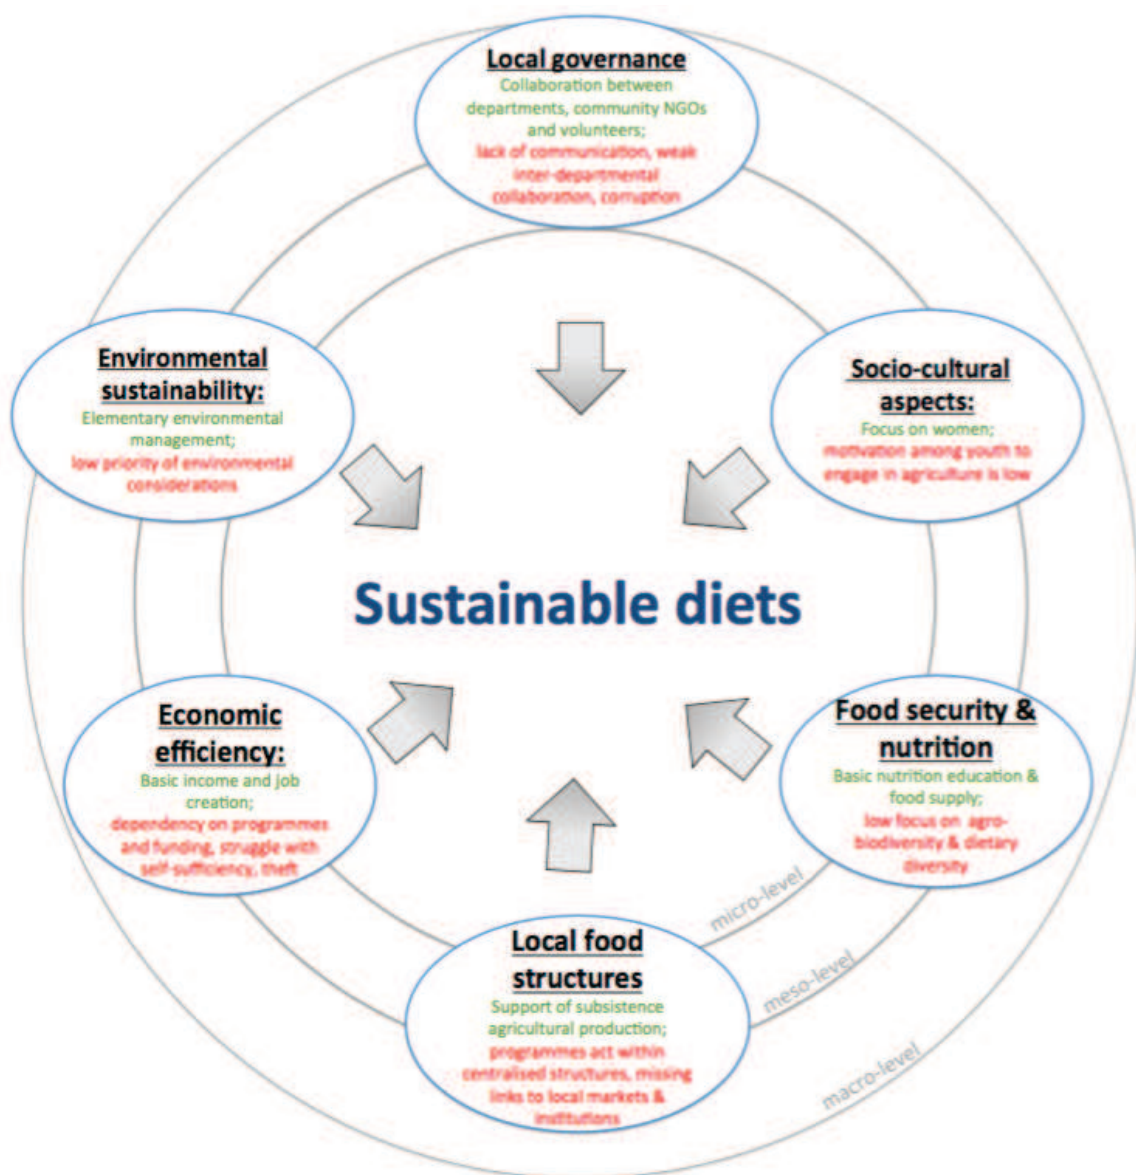 Local governance
Collaboration between
departments, community NGOs
and volunteers;
lack of communication, weak
inter-departmental
collaboration, corruption
Environmental
sustainability:
Elementary environmental
management;
low priority of environmental
considerations
Socio-cultural
aspects:
Focus on women;
motivation among youth to
engage in agriculture is low
Sustainable diets
Economic
efficiency:
Basic income and job
creation;
dependency on programmes
and funding, struggle with
self-sufficiency, theft
Food security &
nutrition
Basic nutrition education &
food supply;
low focus on agro-
biodiversity & dietary
diversity
Local food
structures
Support of subsistence
agricultural production;
programmes act within
centralised structures, missing
links to local markets &
institutions
micro-level
meso-level
macro-level